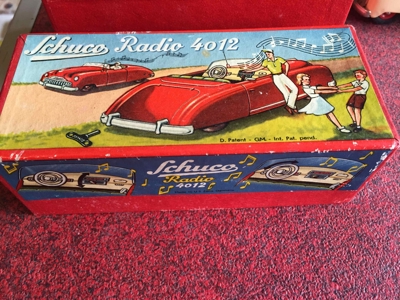 Schuco Radio 4012
D. Patent - GM. - Int. Pat. pend.
Schuco
Radio
4012